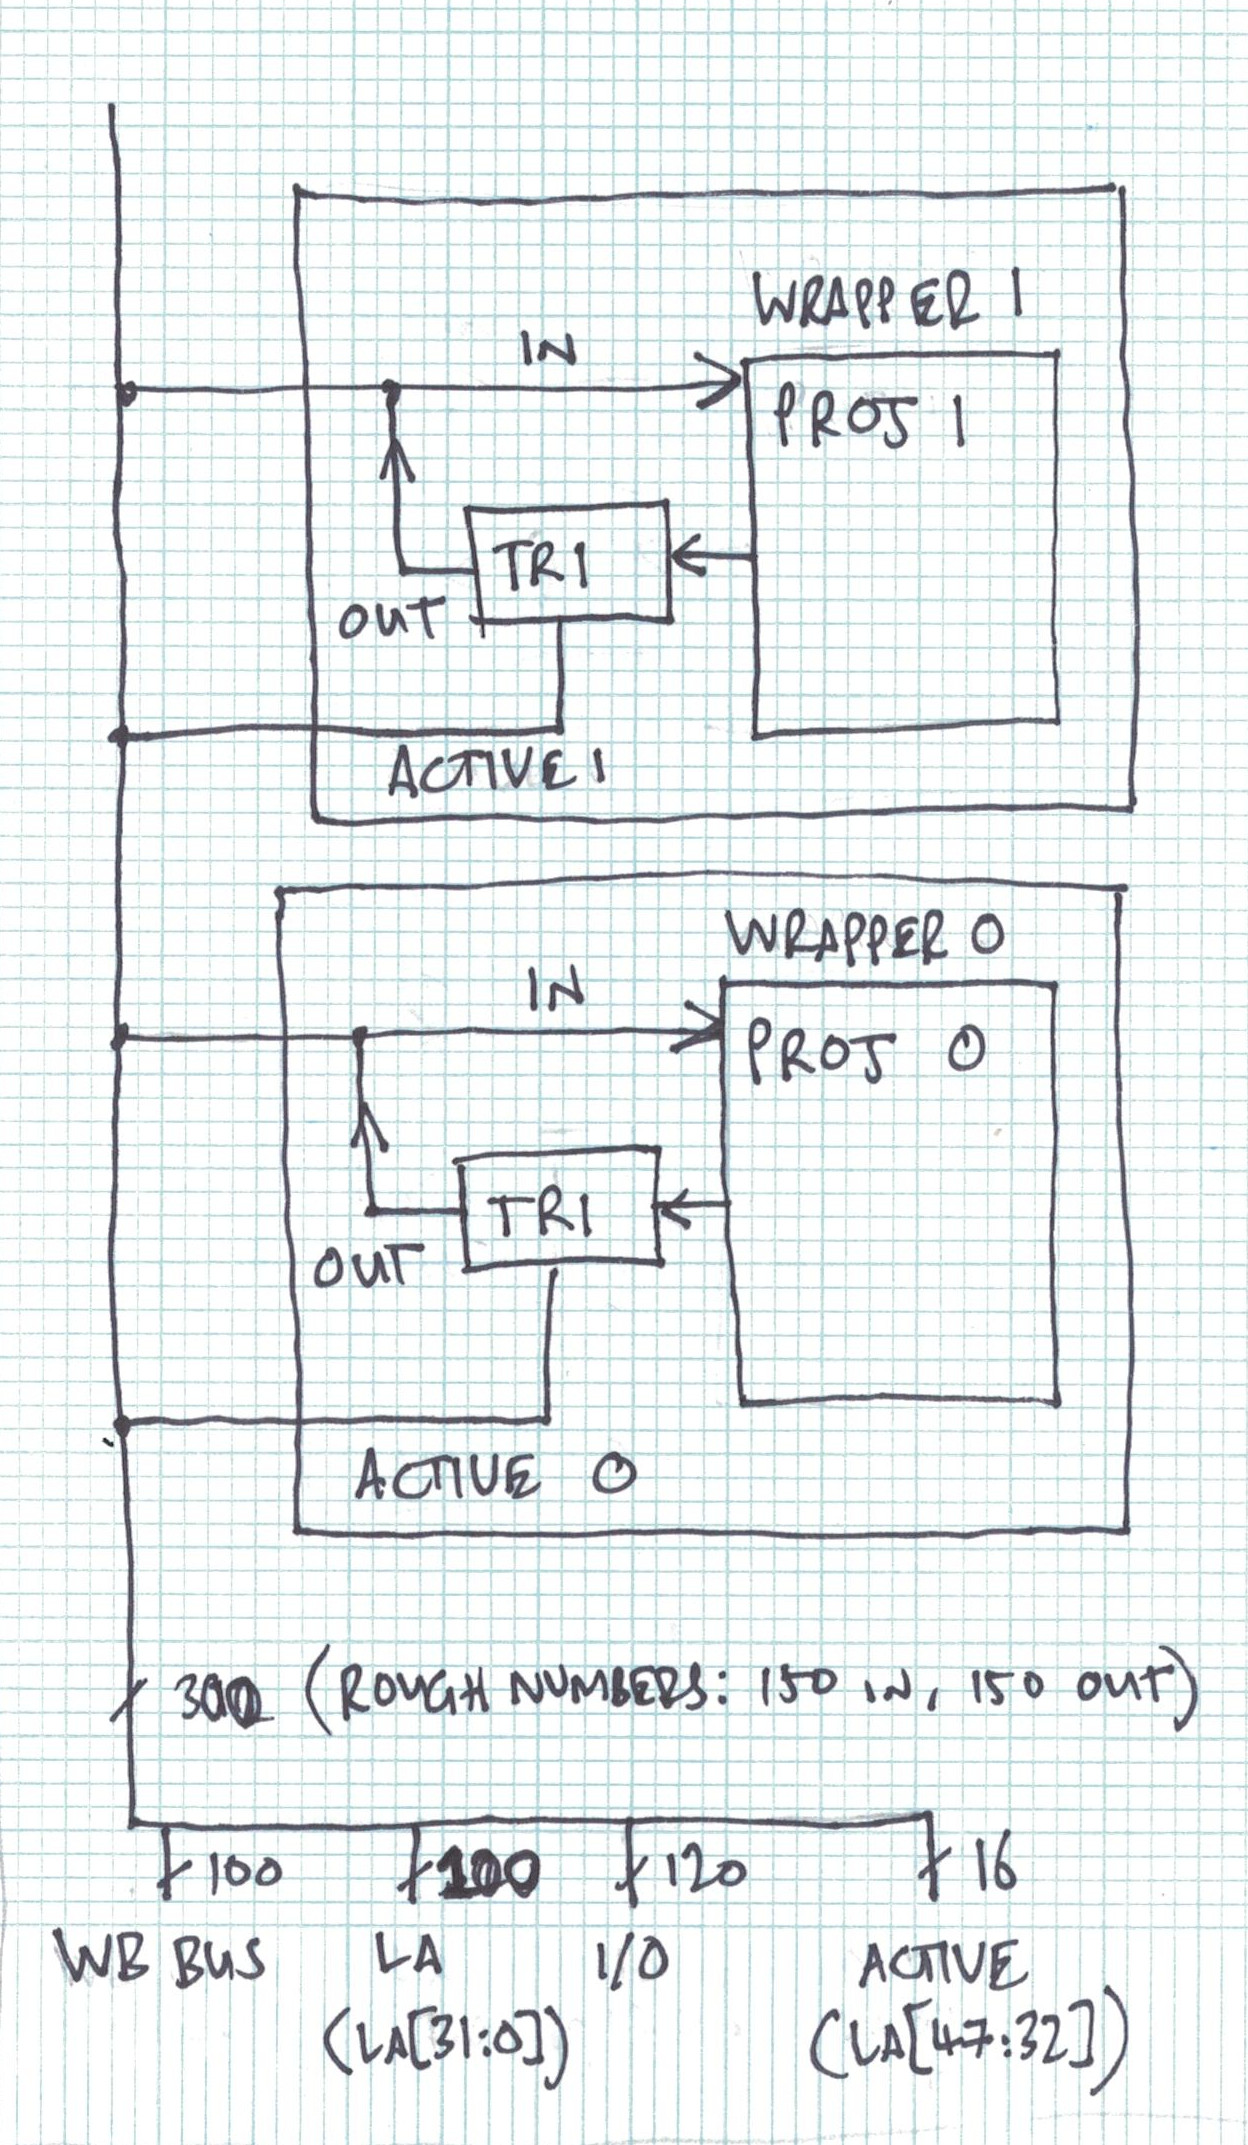 WRAPPER 1
IN
PROJ 1
TRI
OUT
ACTIVE 1
WRAPPER 0
IN
PROJ 0
TRI
OUT
ACTIVE 0
300 (ROUGH NUMBERS: 150 IN, 150 OUT)
100 100 120 16
WB BUS LA I/O ACTIVE
(LA[31:0]) (LA[47:32])